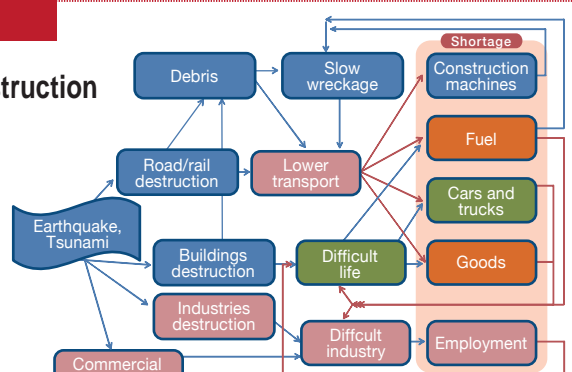 Shortage
truction
Debris
Slow
wreckage
Construction
machines
Fuel
Road/rail
destruction
Lower
transport
Cars and
trucks
Earthquake,
Tsunami
Buildings
destruction
Difficult
life
Goods
Industries
destruction
Diffcult
industry
Employment
Commercial